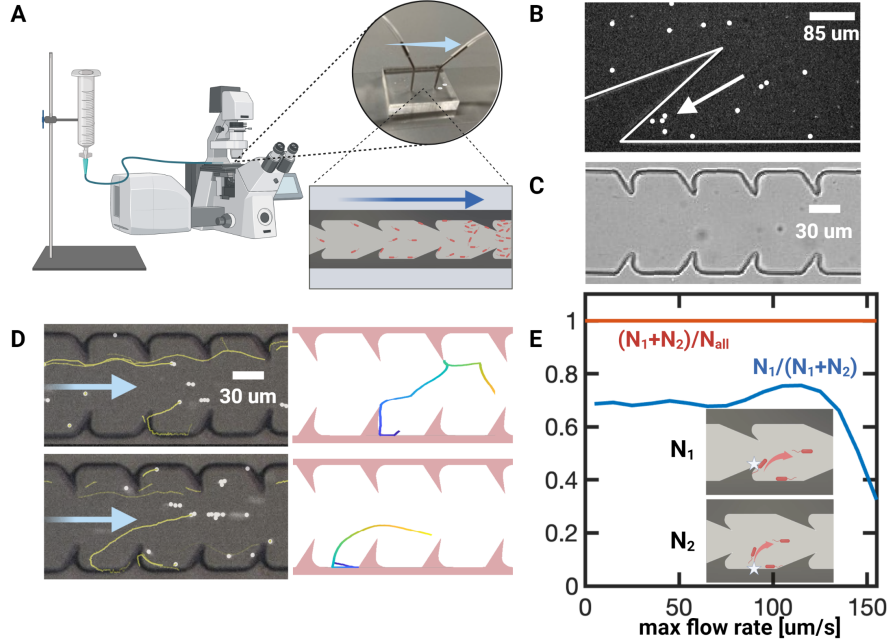 A
B
85 um
C
30 um
D
30 um
E
1
0.8
0.6
0.4
0.2
0
(N₁+N₂)/Nall
N₁/(N₁+N₂)
N₁
N₂
0
50
100
150
max flow rate [um/s]